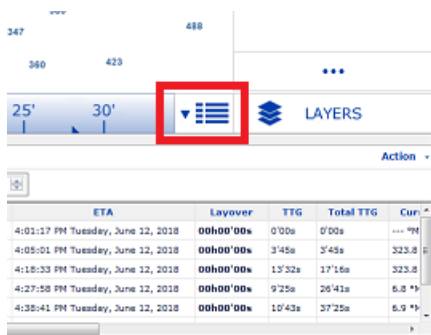 347
488
360
423
•••
25' 30'
LAYERS
Action
ETA Layover TTG Total TTG
4:01:17 PM Tuesday, June 12, 2018 00h00'00s 0'00s 0'00s --- °M
4:05:01 PM Tuesday, June 12, 2018 00h00'00s 3'45s 3'45s 323.8
4:18:33 PM Tuesday, June 12, 2018 00h00'00s 13'32s 17'16s 323.8
4:27:58 PM Tuesday, June 12, 2018 00h00'00s 9'25s 26'41s 6.8 °M
4:38:41 PM Tuesday, June 12, 2018 00h00'00s 10'43s 37'25s 6.9 °M